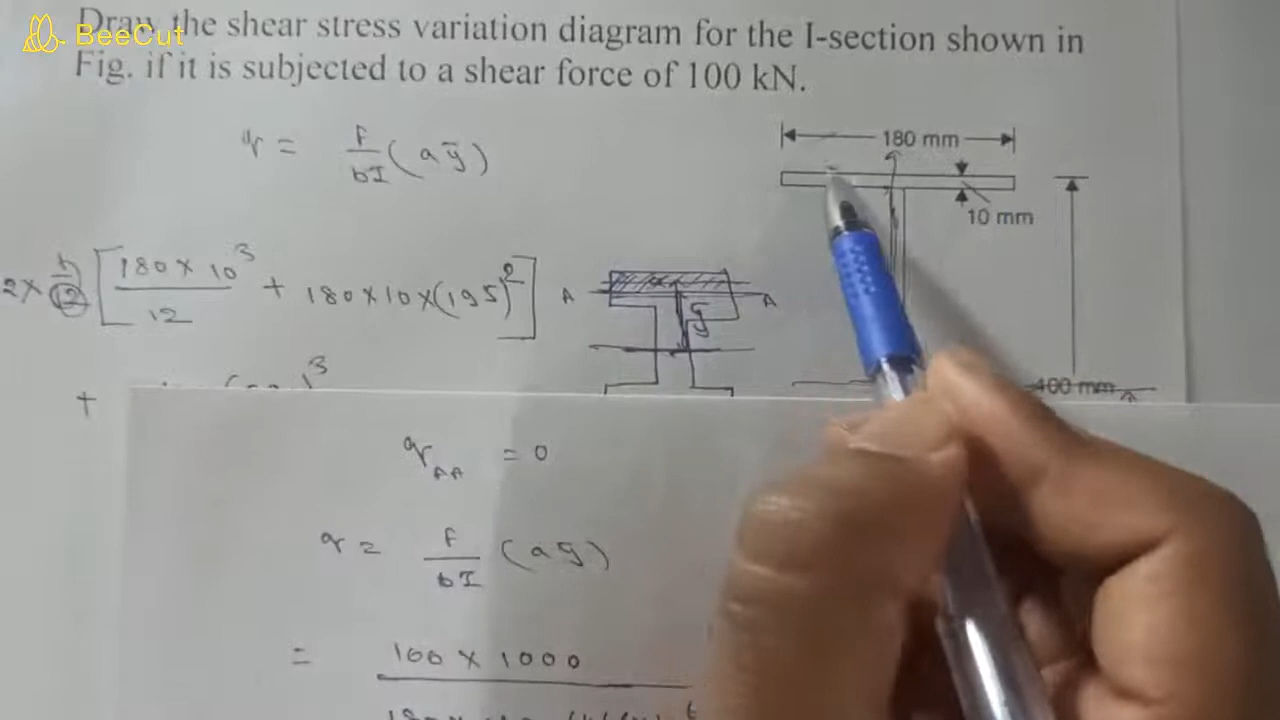 BeeCut
Draw the shear stress variation diagram for the I-section shown in
Fig. if it is subjected to a shear force of 100 kN.
q = F/bI (aȳ)
180 mm
10 mm
2 × [180×10³/12 + 180×10×(195)²]
A A
ȳ
+
400 mm
q_AA = 0
q = F/bI (aȳ)
= 100 × 1000